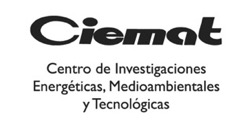 Ciemat
Centro de Investigaciones
Energéticas, Medioambientales
y Tecnológicas